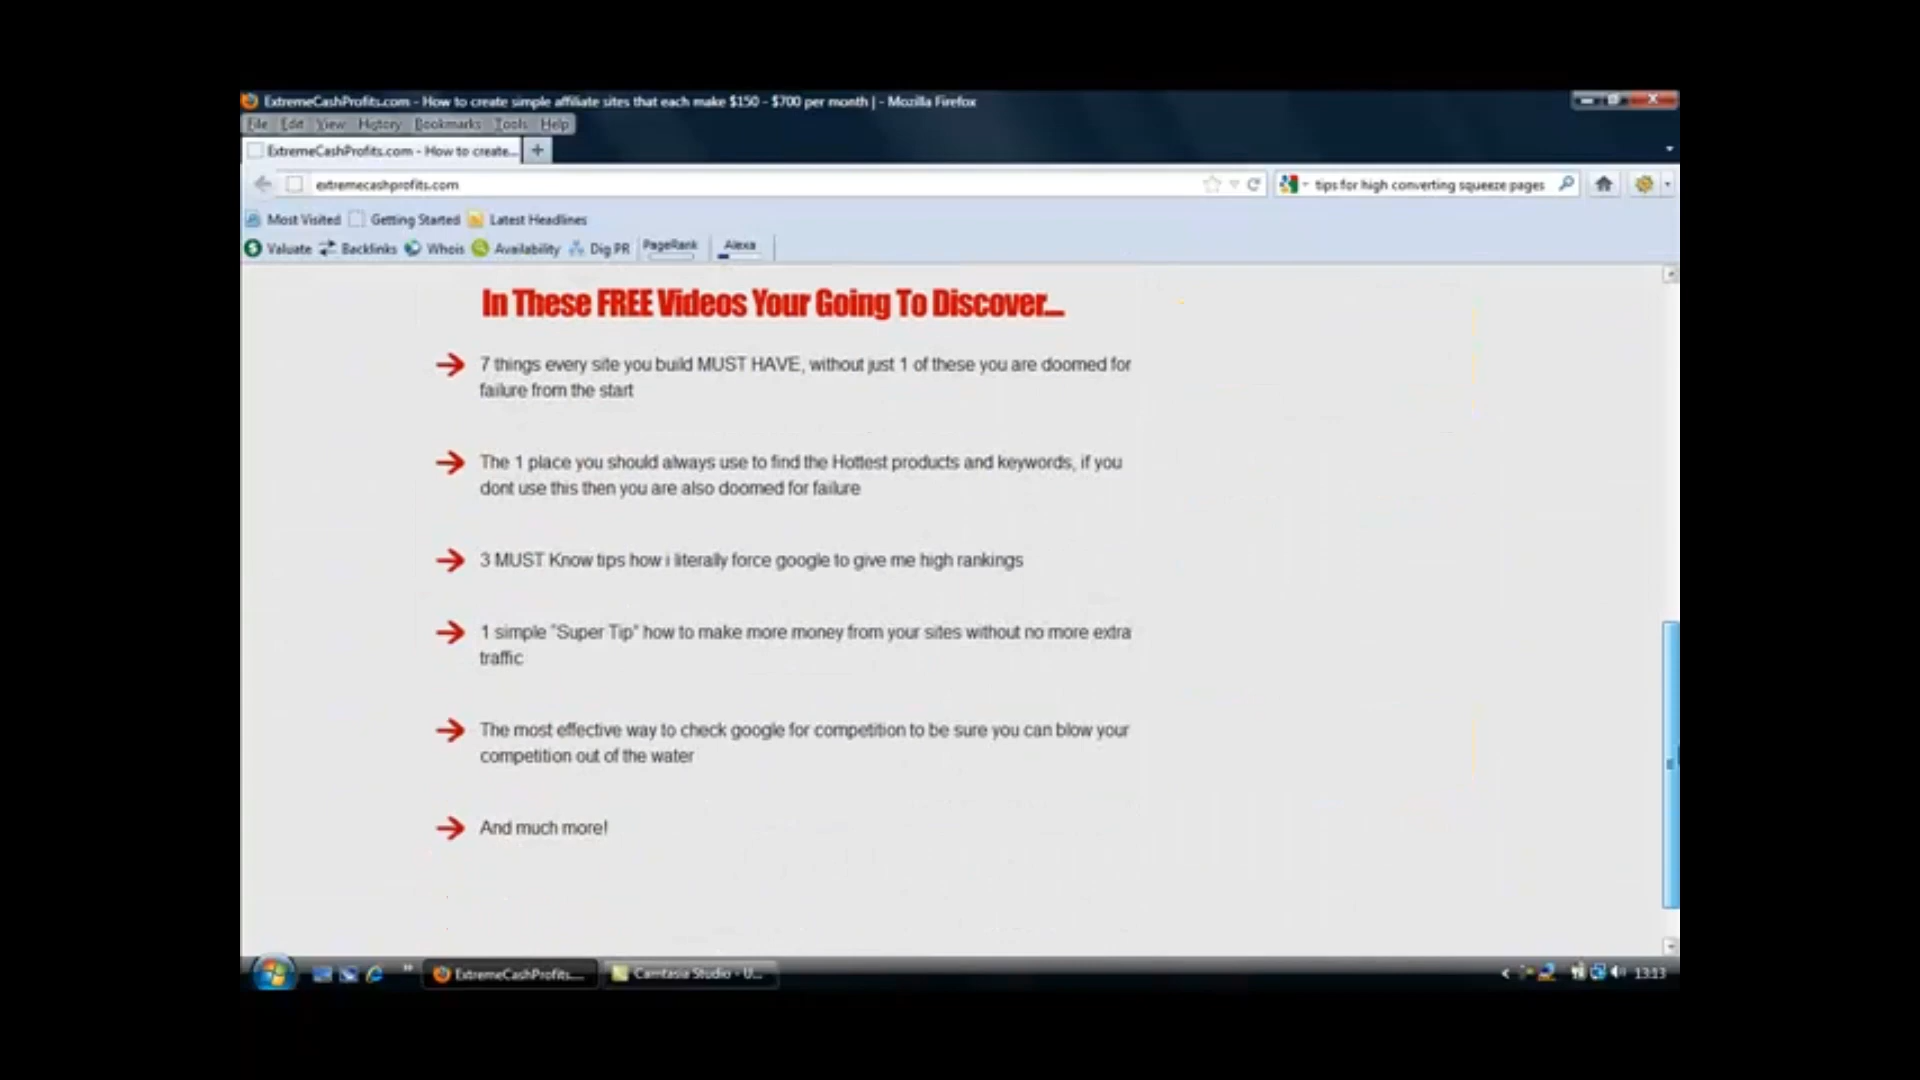 ExtremeCashProfits.com - How to create simple affiliate sites that each make $150 - $700 per month | - Mozilla Firefox
File Edit View History Bookmarks Tools Help
ExtremeCashProfits.com - How to create... +
extremecashprofits.com
tips for high converting squeeze pages
Most Visited Getting Started Latest Headlines
Valuate Backlinks Whois Availability Dig PR PageRank Alexa
In These FREE Videos Your Going To Discover...
7 things every site you build MUST HAVE, without just 1 of these you are doomed for
failure from the start
The 1 place you should always use to find the Hottest products and keywords, if you
dont use this then you are also doomed for failure
3 MUST Know tips how i literally force google to give me high rankings
1 simple "Super Tip" how to make more money from your sites without no more extra
traffic
The most effective way to check google for competition to be sure you can blow your
competition out of the water
And much more!
ExtremeCashProfits.... Camtasia Studio - U... 13:13